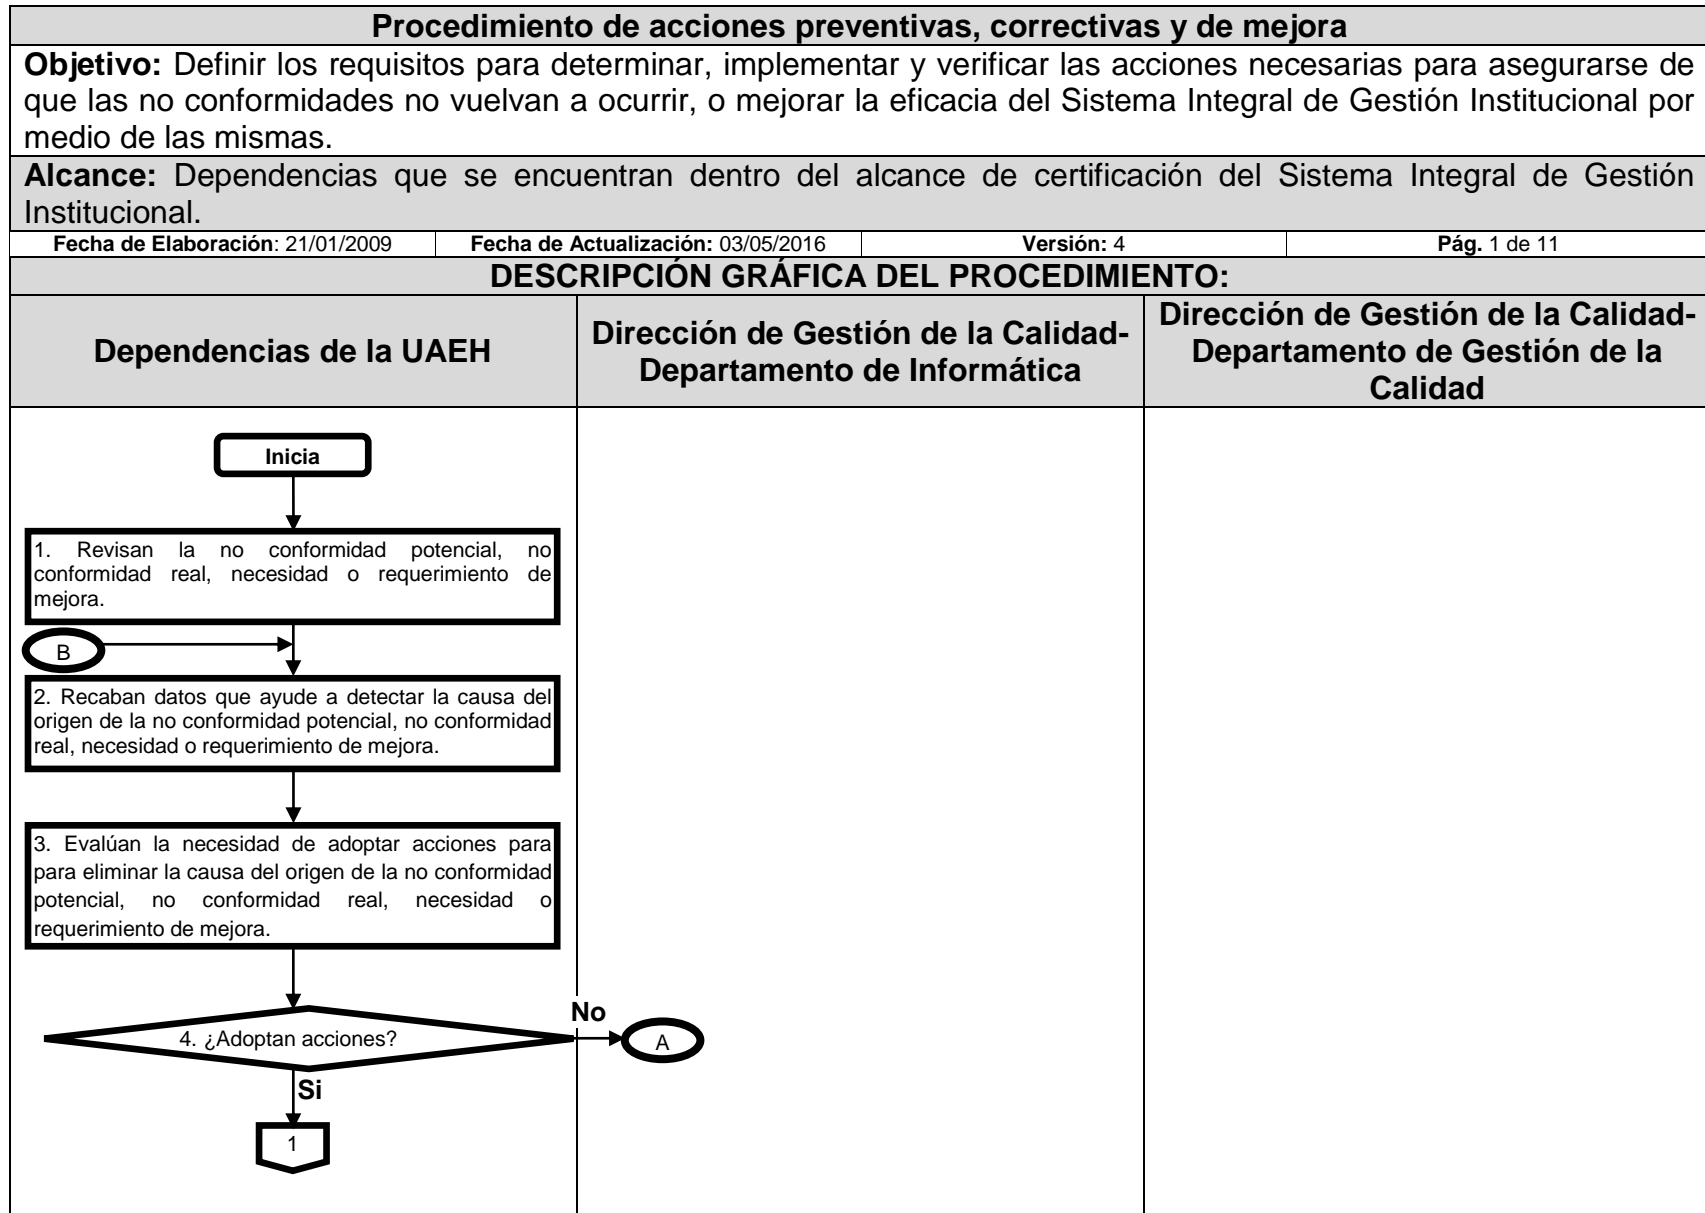 Procedimiento de acciones preventivas, correctivas y de mejora
Objetivo: Definir los requisitos para determinar, implementar y verificar las acciones necesarias para asegurarse de
que las no conformidades no vuelvan a ocurrir, o mejorar la eficacia del Sistema Integral de Gestión Institucional por
medio de las mismas.
Alcance: Dependencias que se encuentran dentro del alcance de certificación del Sistema Integral de Gestión
Institucional.
Fecha de Elaboración: 21/01/2009 Fecha de Actualización: 03/05/2016 Versión: 4 Pág. 1 de 11
DESCRIPCIÓN GRÁFICA DEL PROCEDIMIENTO:
Dependencias de la UAEH
Dirección de Gestión de la Calidad-
Departamento de Informática
Dirección de Gestión de la Calidad-
Departamento de Gestión de la
Calidad
Inicia
1. Revisan la no conformidad potencial, no
conformidad real, necesidad o requerimiento de
mejora.
B
2. Recaban datos que ayude a detectar la causa del
origen de la no conformidad potencial, no conformidad
real, necesidad o requerimiento de mejora.
3. Evalúan la necesidad de adoptar acciones para
para eliminar la causa del origen de la no conformidad
potencial, no conformidad real, necesidad o
requerimiento de mejora.
4. ¿Adoptan acciones?
No
A
Si
1